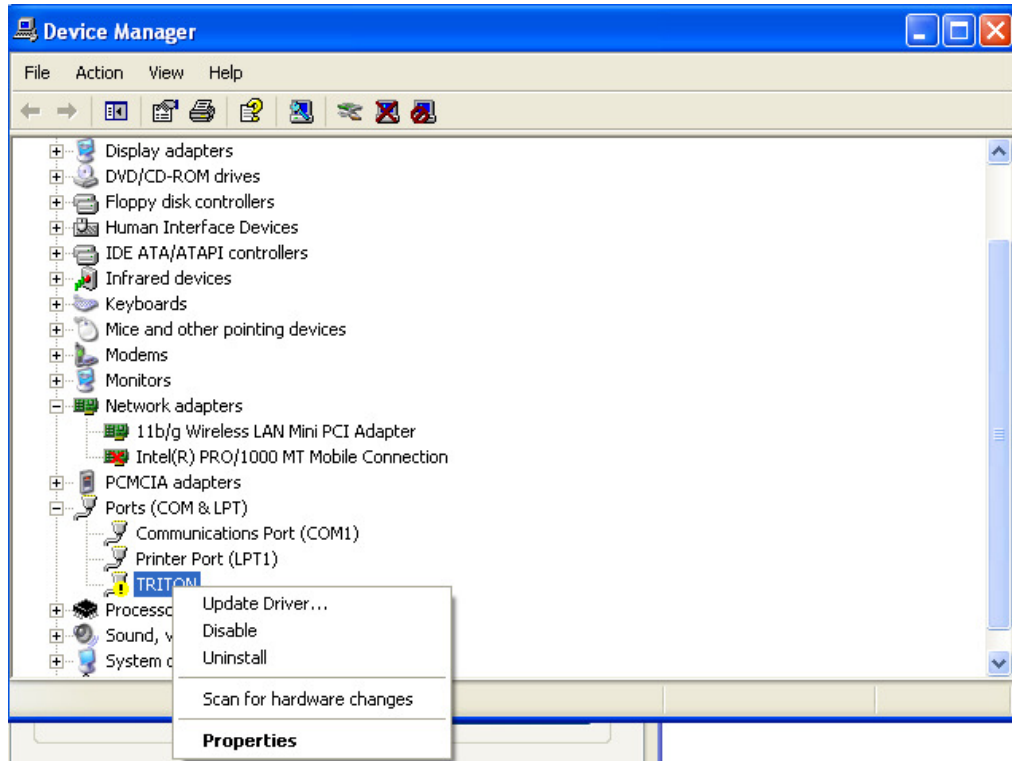 Device Manager
File Action View Help
Display adapters
DVD/CD-ROM drives
Floppy disk controllers
Human Interface Devices
IDE ATA/ATAPI controllers
Infrared devices
Keyboards
Mice and other pointing devices
Modems
Monitors
Network adapters
11b/g Wireless LAN Mini PCI Adapter
Intel(R) PRO/1000 MT Mobile Connection
PCMCIA adapters
Ports (COM & LPT)
Communications Port (COM1)
Printer Port (LPT1)
TRITON
Update Driver...
Disable
Uninstall
Scan for hardware changes
Properties
Sound,
System